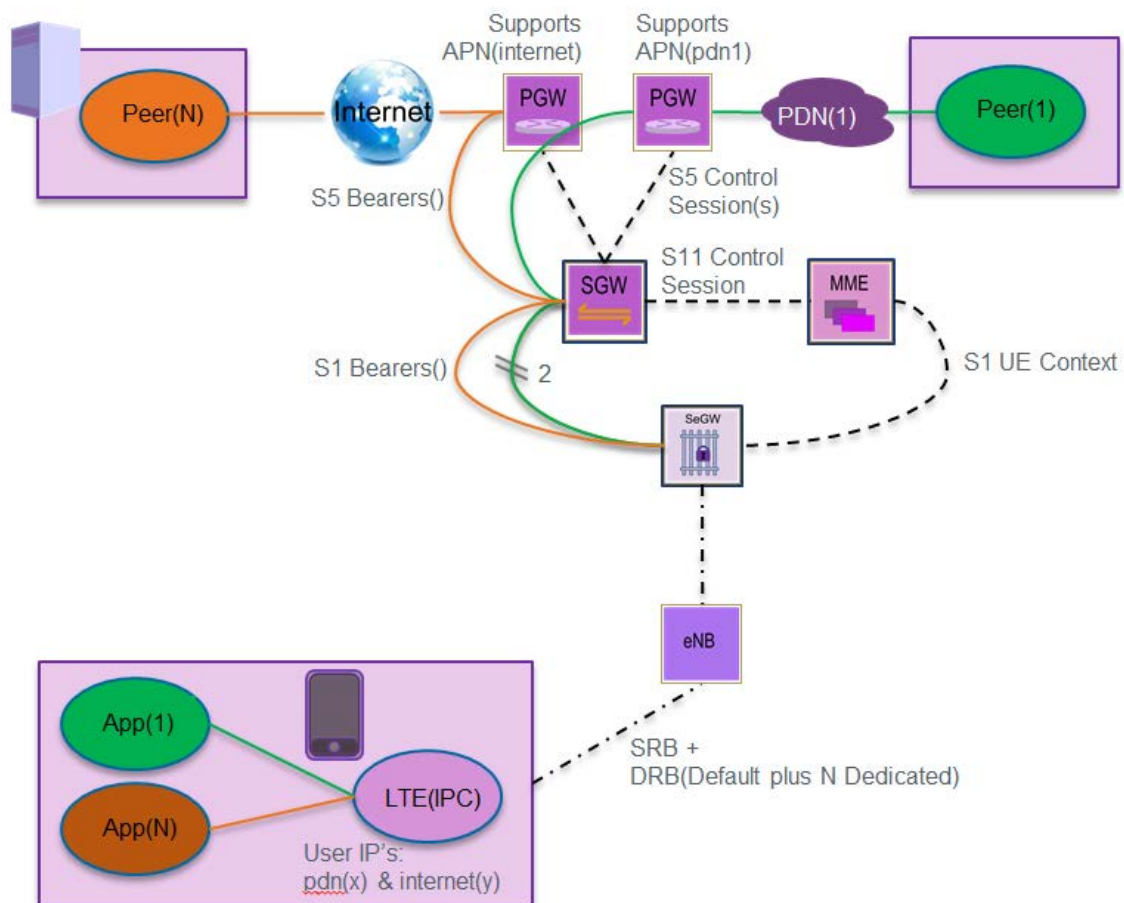 Supports
APN(internet)
Supports
APN(pdn1)
Peer(N)
Internet
PGW
PGW
PDN(1)
Peer(1)
S5 Bearers()
S5 Control
Session(s)
SGW
S11 Control
Session
MME
S1 Bearers()
2
S1 UE Context
SeGW
eNB
App(1)
App(N)
LTE(IPC)
SRB +
DRB(Default plus N Dedicated)
User IP's:
pdn(x) & internet(y)